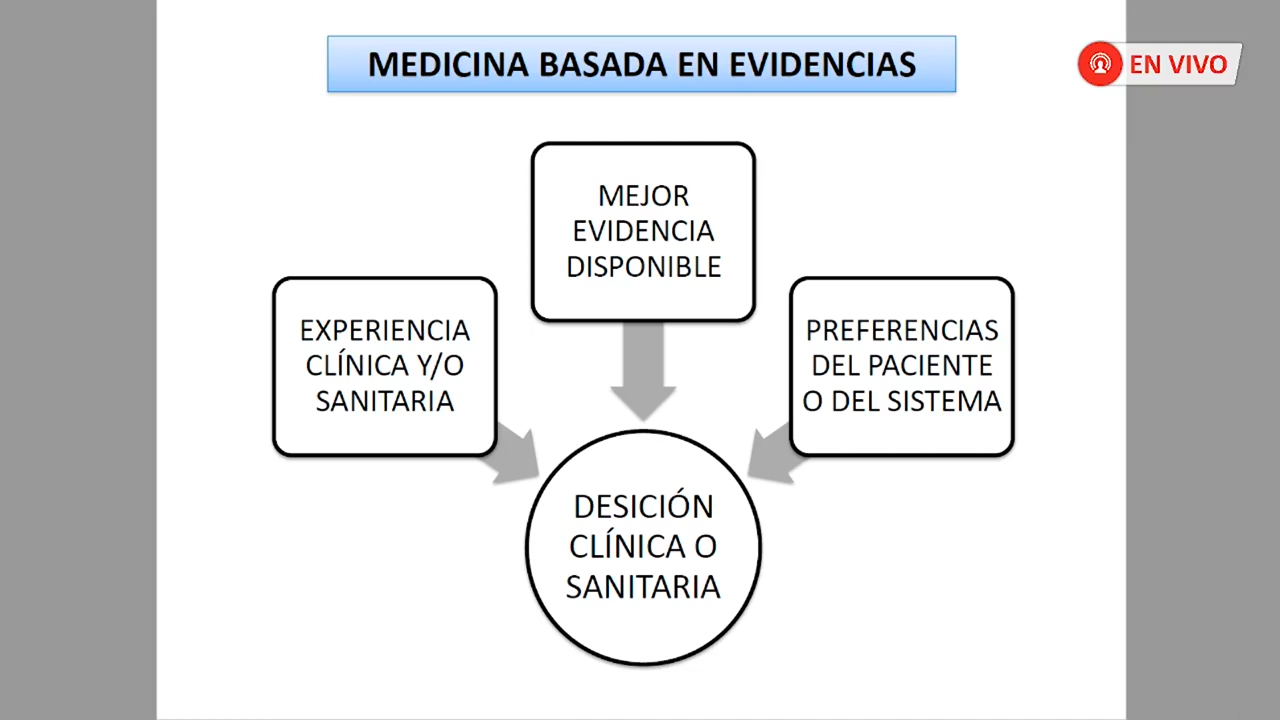 MEDICINA BASADA EN EVIDENCIAS
EN VIVO
MEJOR
EVIDENCIA
DISPONIBLE
EXPERIENCIA
CLÍNICA Y/O
SANITARIA
PREFERENCIAS
DEL PACIENTE
O DEL SISTEMA
DESICIÓN
CLÍNICA O
SANITARIA